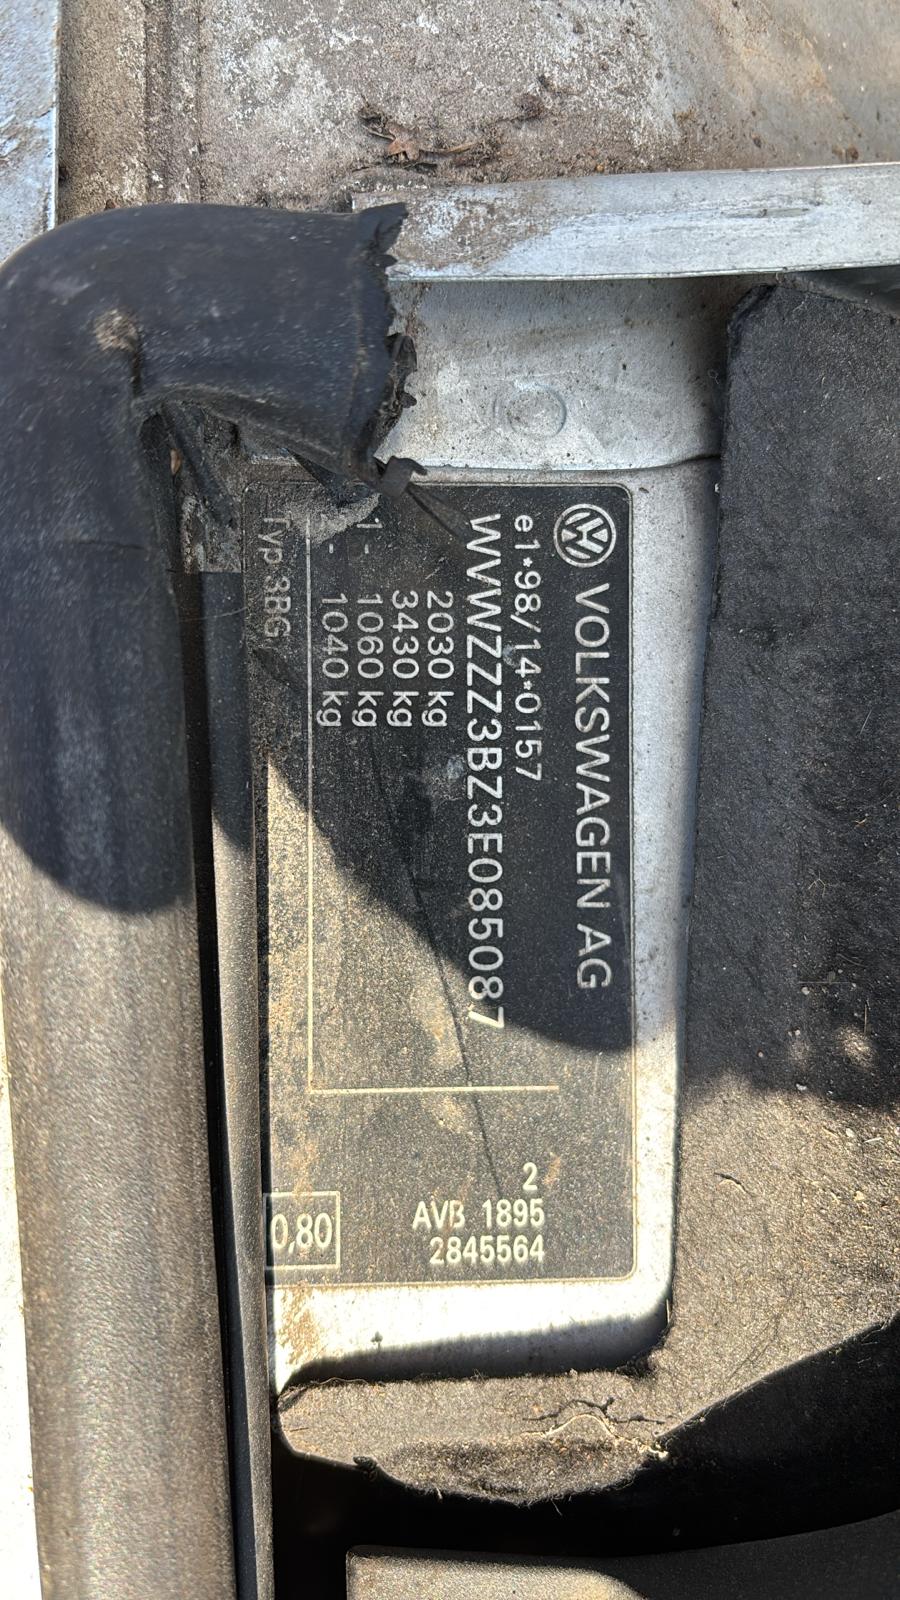 VOLKSWAGEN AG
e1*98/14*0157
WVWZZZ3BZ3E085087
2030 kg
3430 kg
1- 1060 kg
2- 1040 kg
Typ 3BG
2
AVB 1895
2845564
0,80